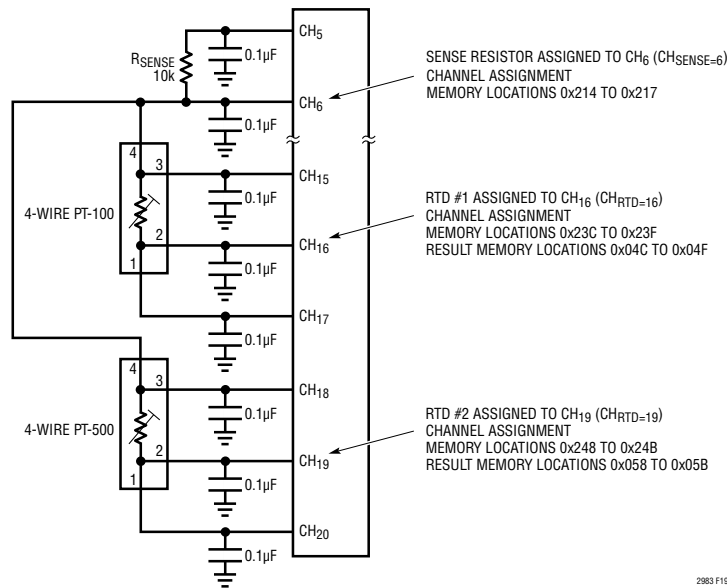 CH5
RSENSE
10k
0.1µF
SENSE RESISTOR ASSIGNED TO CH6 (CHSENSE=6)
CHANNEL ASSIGNMENT
MEMORY LOCATIONS 0x214 TO 0x217
CH6
0.1µF
4
3
CH15
4-WIRE PT-100
0.1µF
2
1
CH16
0.1µF
RTD #1 ASSIGNED TO CH16 (CHRTD=16)
CHANNEL ASSIGNMENT
MEMORY LOCATIONS 0x23C TO 0x23F
RESULT MEMORY LOCATIONS 0x04C TO 0x04F
CH17
0.1µF
4
3
CH18
4-WIRE PT-500
0.1µF
2
1
CH19
0.1µF
RTD #2 ASSIGNED TO CH19 (CHRTD=19)
CHANNEL ASSIGNMENT
MEMORY LOCATIONS 0x248 TO 0x24B
RESULT MEMORY LOCATIONS 0x058 TO 0x05B
CH20
0.1µF
2983 F19